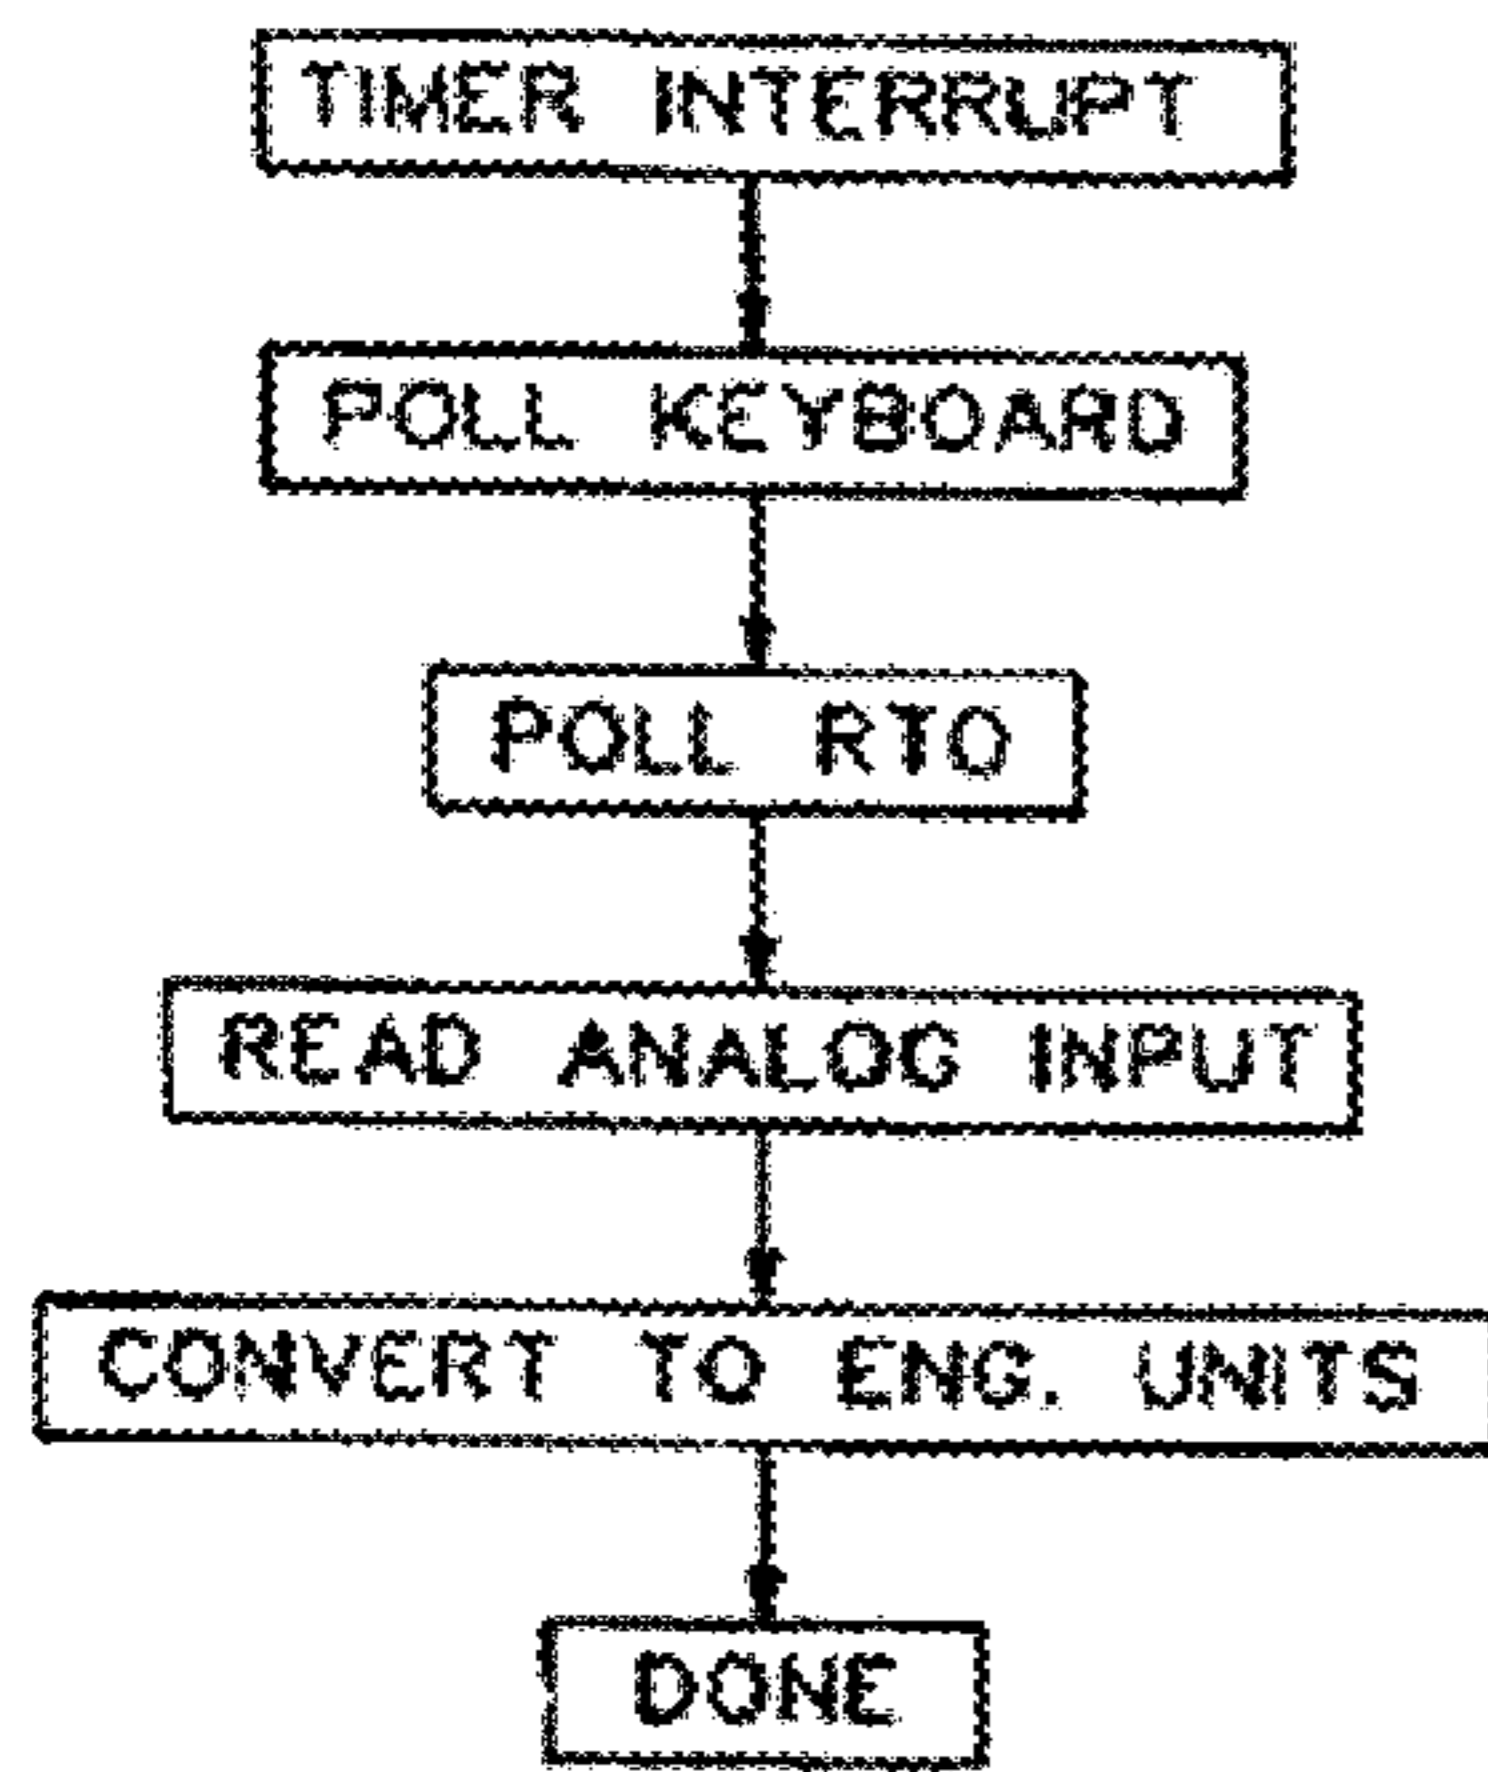 TIMER INTERRUPT
POLL KEYBOARD
POLL RTO
READ ANALOG INPUT
CONVERT TO ENG. UNITS
DONE